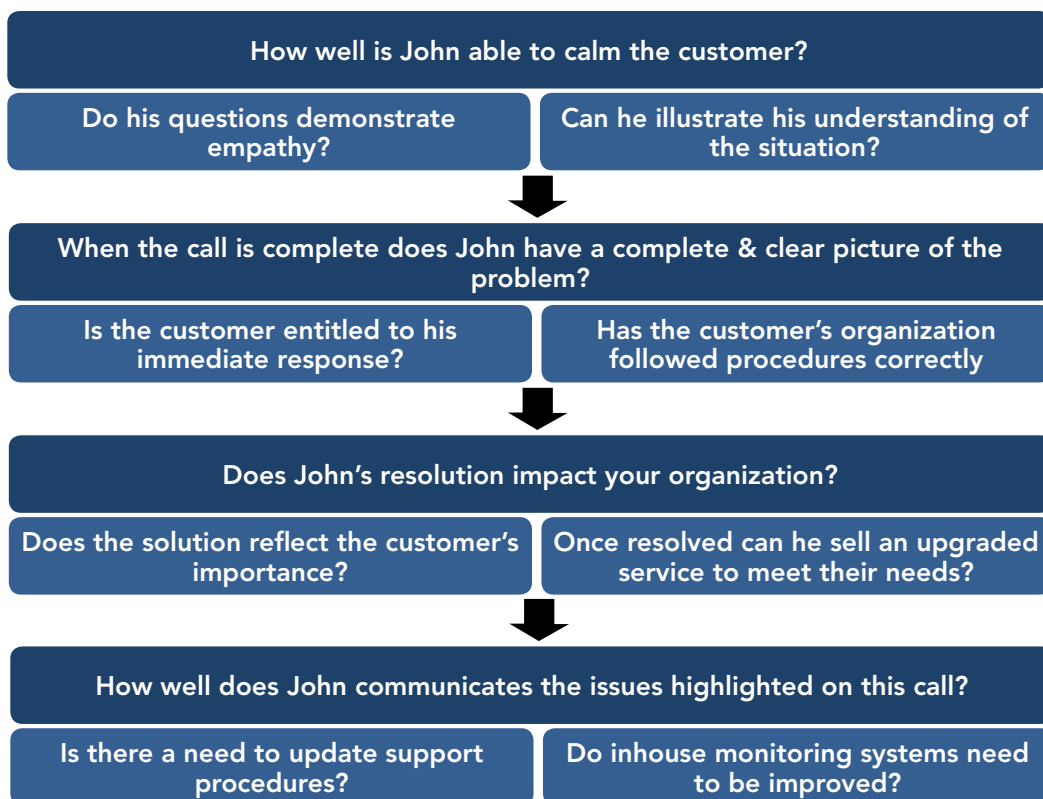 How well is John able to calm the customer?
Do his questions demonstrate
empathy?
Can he illustrate his understanding of
the situation?
When the call is complete does John have a complete & clear picture of the
problem?
Is the customer entitled to his
immediate response?
Has the customer’s organization
followed procedures correctly
Does John’s resolution impact your organization?
Does the solution reflect the customer’s
importance?
Once resolved can he sell an upgraded
service to meet their needs?
How well does John communicates the issues highlighted on this call?
Is there a need to update support
procedures?
Do inhouse monitoring systems need
to be improved?